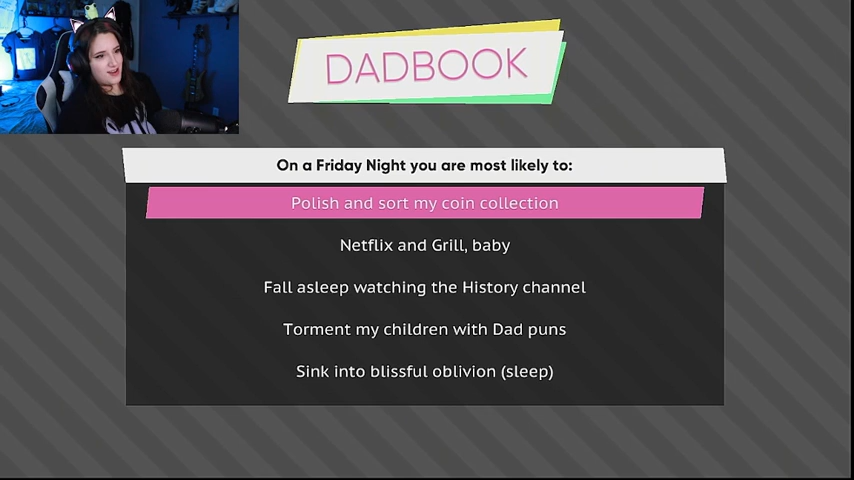 DADBOOK
On a Friday Night you are most likely to:
Polish and sort my coin collection
Netflix and Grill, baby
Fall asleep watching the History channel
Torment my children with Dad puns
Sink into blissful oblivion (sleep)